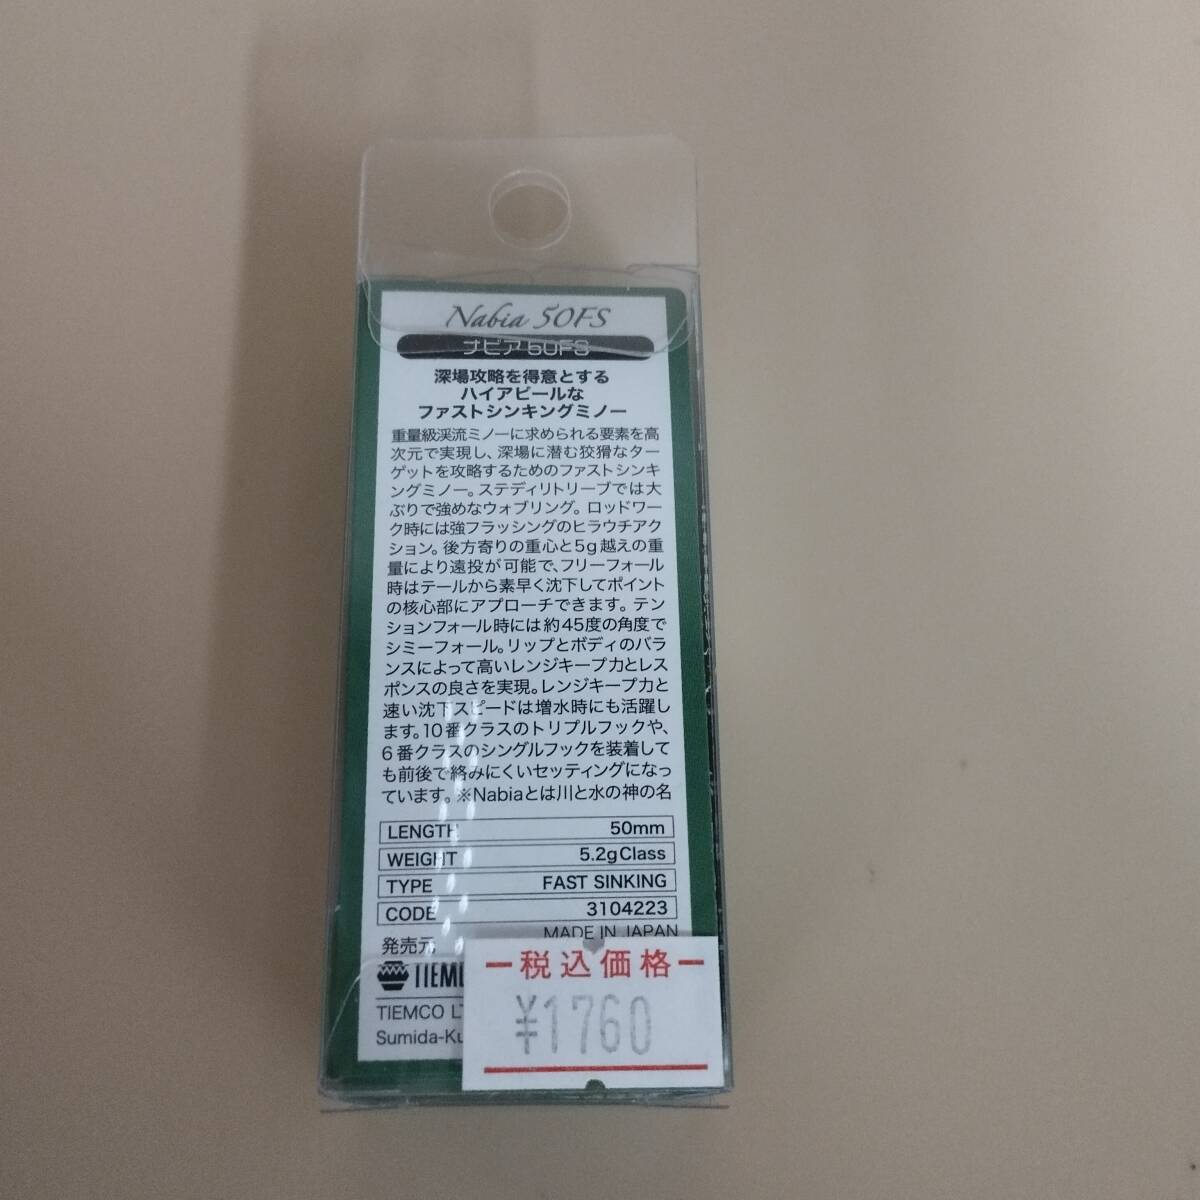 Nabia 50FS
ナビア 50FS
深場攻略を得意とする
ハイアピールな
ファストシンキングミノー
重量級渓流ミノーに求められる要素を高
次元で実現し、深場に潜む狡猾なター
ゲットを攻略するためのファストシンキ
ングミノー。ステディリトリーブでは大
ぶりで強めなウォブリング。ロッドワー
ク時には強フラッシングのヒラウチアク
ション。後方寄りの重心と5g越えの重
量により遠投が可能で、フリーフォール
時はテールから素早く沈下してポイント
の核心部にアプローチできます。テン
ションフォール時には約45度の角度で
シミーフォール。リップとボディのバラ
ンスによって高いレンジキープ力とレス
ポンスの良さを実現。レンジキープ力と
速い沈下スピードは増水時にも活躍し
ます。10番クラスのトリプルフックや、
6番クラスのシングルフックを装着して
も前後で絡みにくいセッティングになっ
ています。※Nabiaとは川と水の神の名
LENGTH 50mm
WEIGHT 5.2gClass
TYPE FAST SINKING
CODE 3104223
MADE IN JAPAN
発売元
TIEMCO
Sumida-Ku
税込価格
¥1760